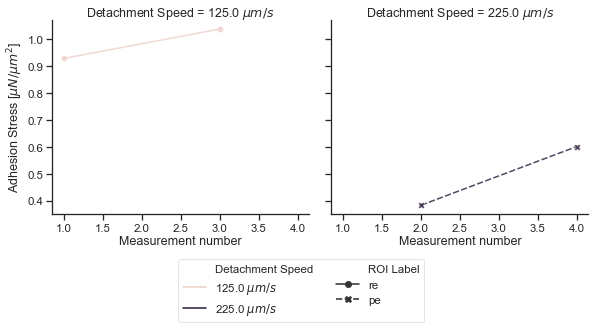 Detachment Speed = 125.0 μm/s
Detachment Speed = 225.0 μm/s
Adhesion Stress [μN/μm²]
1.0
0.9
0.8
0.7
0.6
0.5
0.4
1.0 1.5 2.0 2.5 3.0 3.5 4.0
Measurement number
1.0 1.5 2.0 2.5 3.0 3.5 4.0
Measurement number
Detachment Speed
125.0 μm/s
225.0 μm/s
ROI Label
re
pe